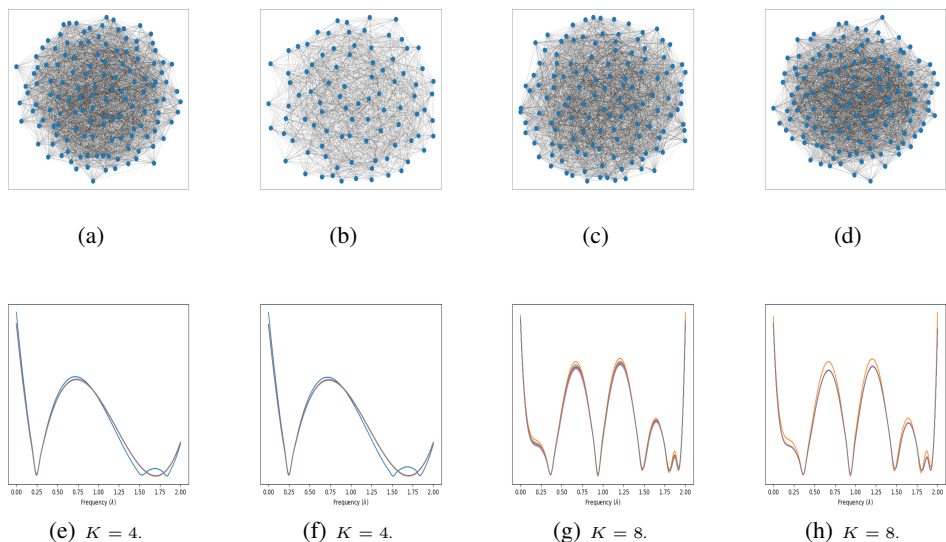 (a) (b) (c) (d)
0.00 0.25 0.50 0.75 1.00 1.25 1.50 1.75 2.00 0.00 0.25 0.50 0.75 1.00 1.25 1.50 1.75 2.00 0.00 0.25 0.50 0.75 1.00 1.25 1.50 1.75 2.00 0.00 0.25 0.50 0.75 1.00 1.25 1.50 1.75 2.00
Frequency (λ) Frequency (λ) Frequency (λ) Frequency (λ)
(e) K = 4. (f) K = 4. (g) K = 8. (h) K = 8.